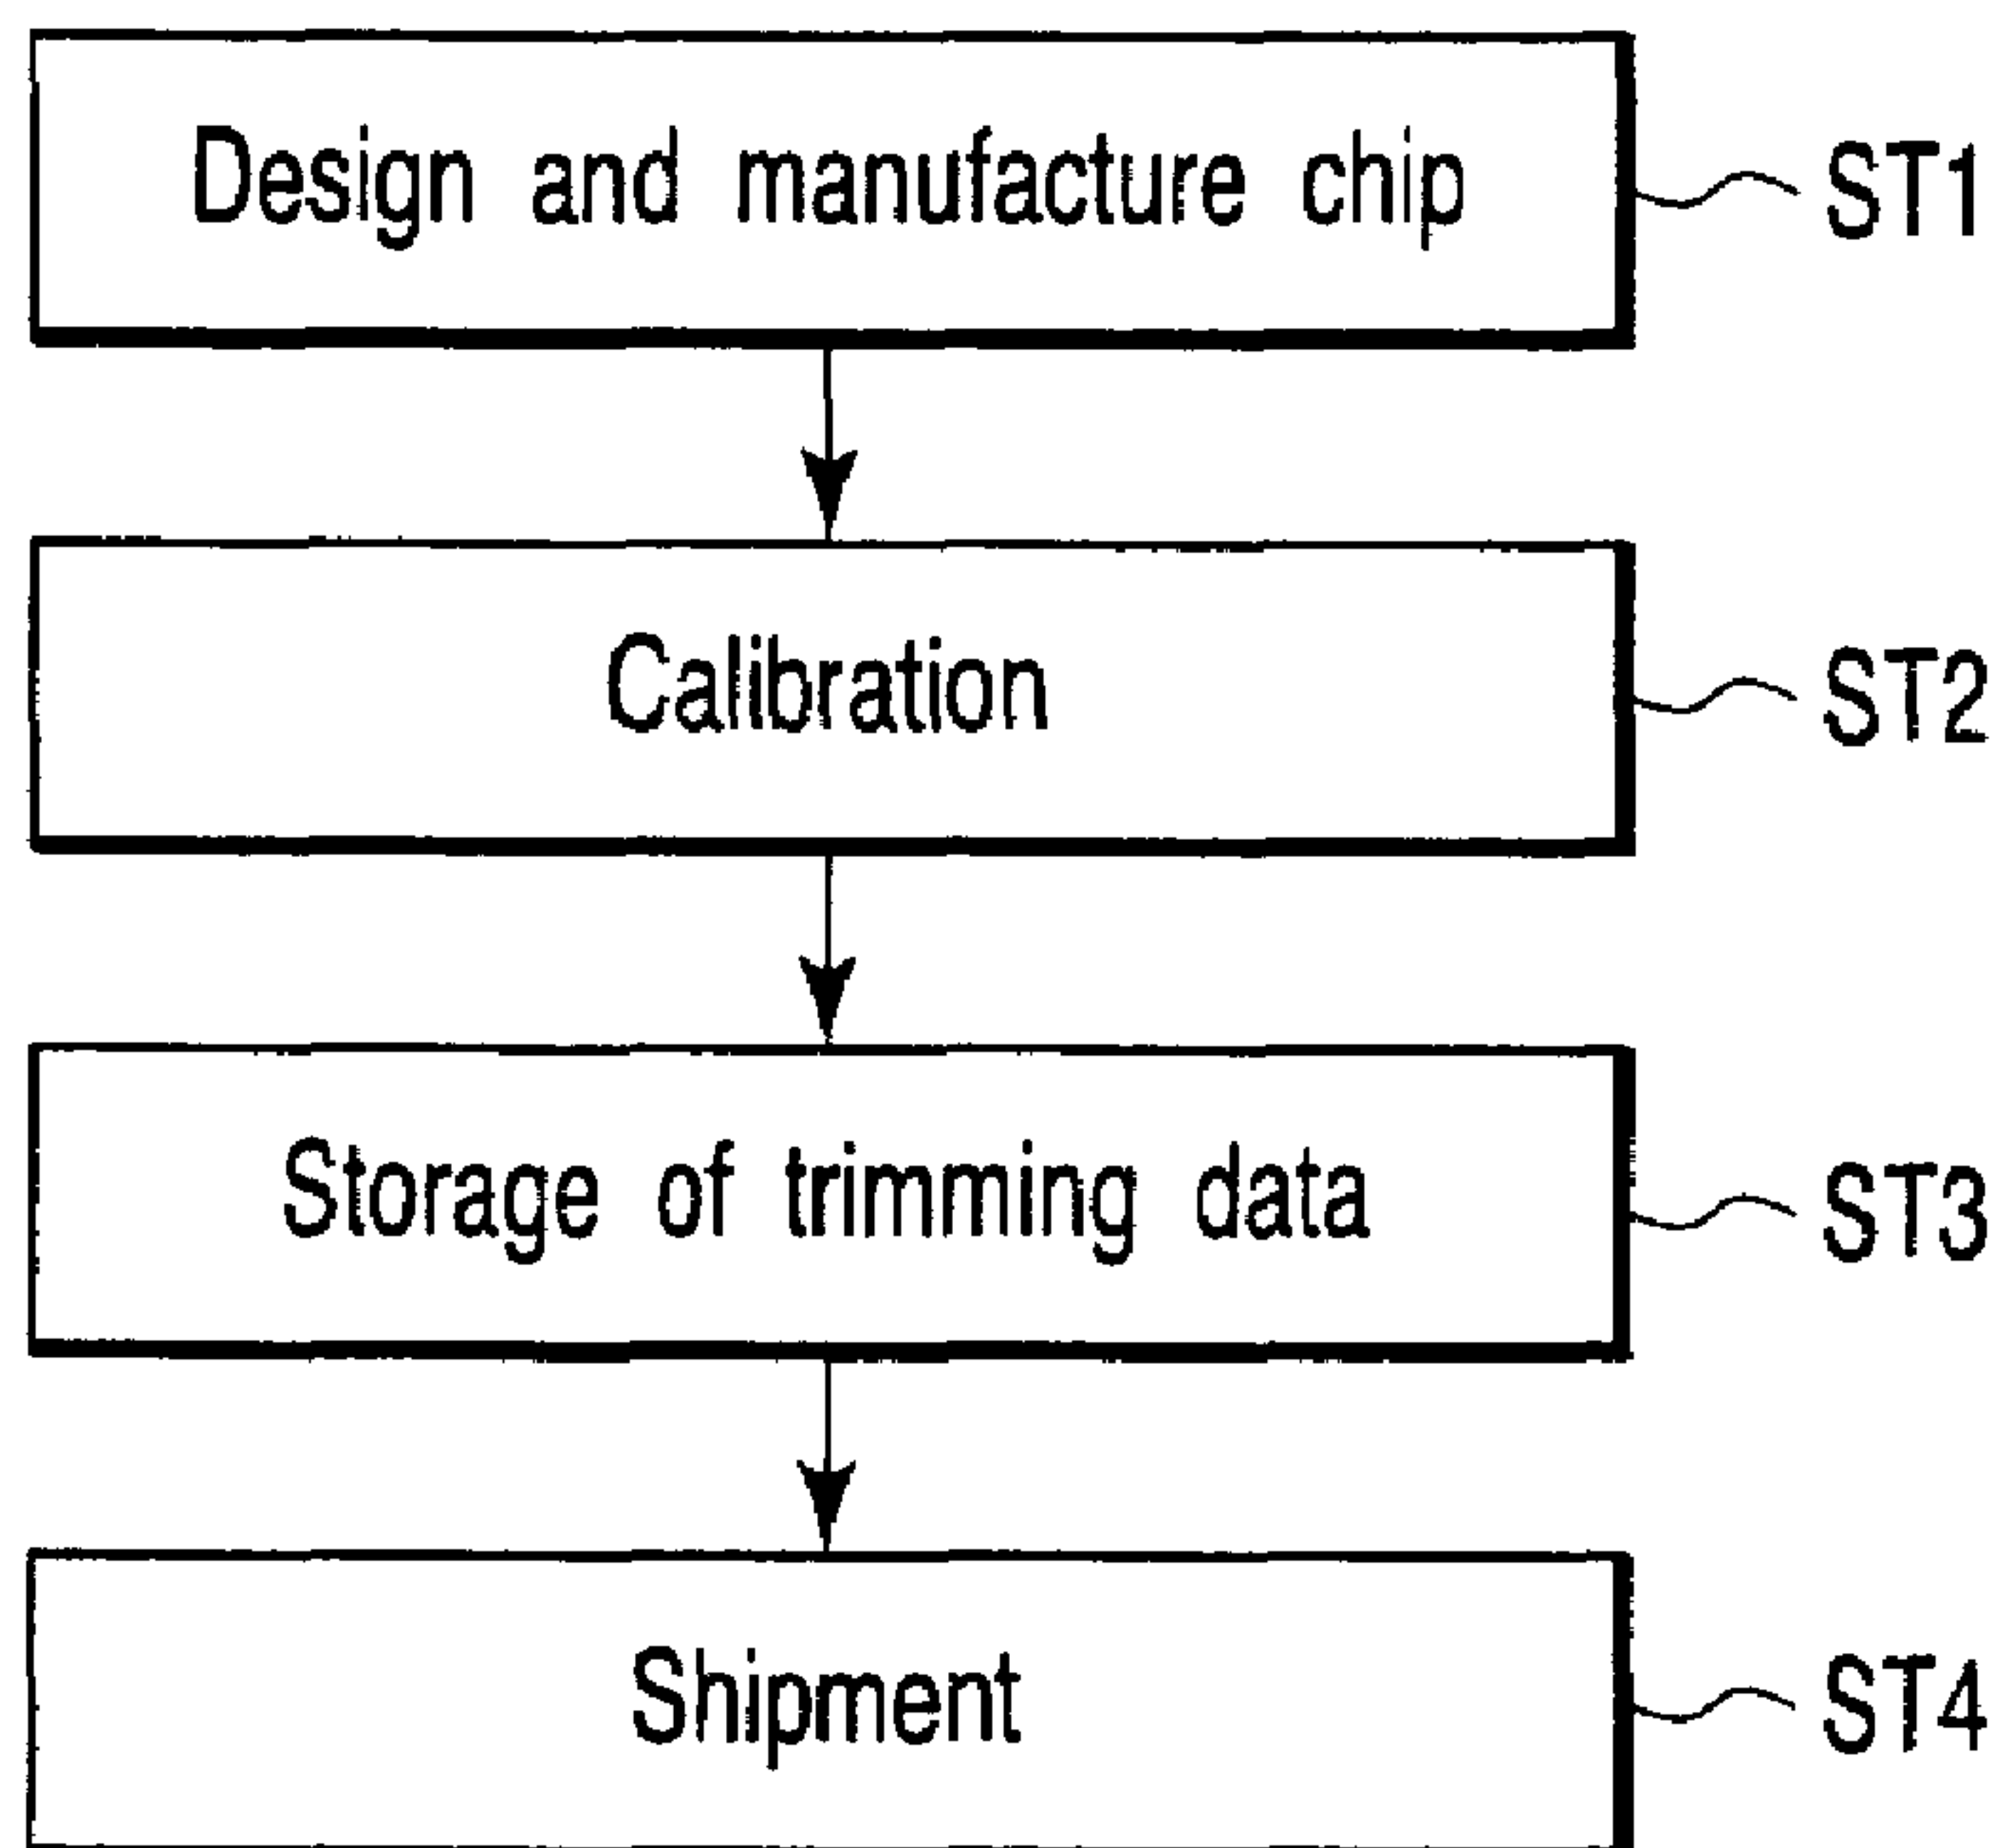 Design and manufacture chip ST1
Calibration ST2
Storage of trimming data ST3
Shipment ST4